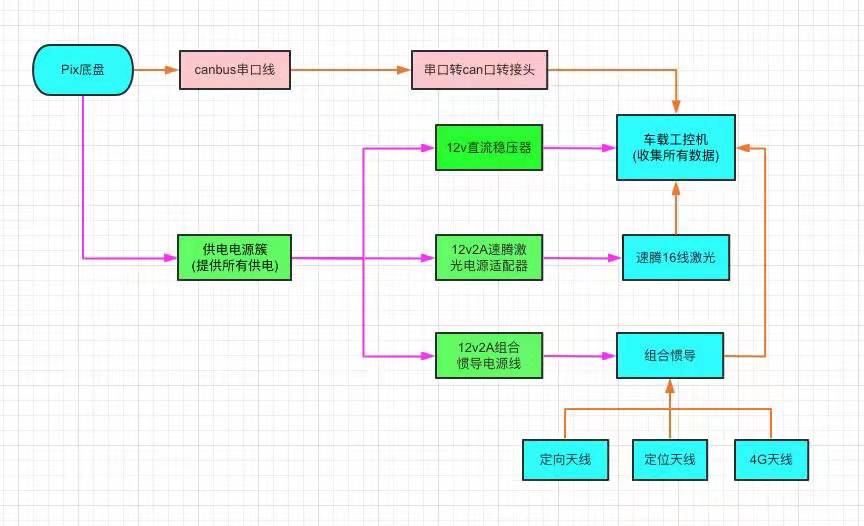 Pix底盘
canbus串口线
串口转can口转接头
12v直流稳压器
车载工控机
(收集所有数据)
供电电源簇
(提供所有供电)
12v2A速腾激
光电源适配器
速腾16线激光
12v2A组合
惯导电源线
组合惯导
定向天线
定位天线
4G天线